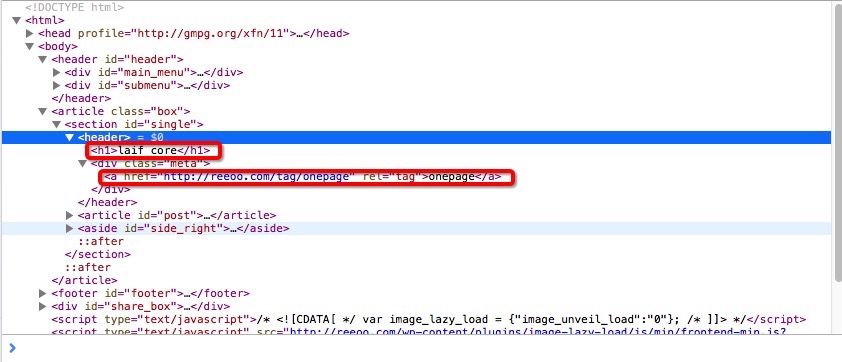 <!DOCTYPE html>
▼<html>
▶<head profile="http://gmpg.org/xfn/11">…</head>
▼<body>
▼<header id="header">
▶<div id="main_menu">…</div>
▶<div id="submenu">…</div>
</header>
▼<article class="box">
▼<section id="single">
▼<header> = $0
<h1>laif core</h1>
▼<div class="meta">
<a href="http://reeoo.com/tag/onepage" rel="tag">onepage</a>
</div>
</header>
▶<article id="post">…</article>
▶<aside id="side_right">…</aside>
::after
</section>
::after
</article>
▶<footer id="footer">…</footer>
▶<div id="share_box">…</div>
<script type="text/javascript">/* <![CDATA[ */ var image_lazy_load = {"image_unveil_load":"0"}; /* ]]> */</script>
<script type="text/javascript" src="http://reeoo.com/wp-content/plugins/image-lazy-load/js/min/frontend-min.js?